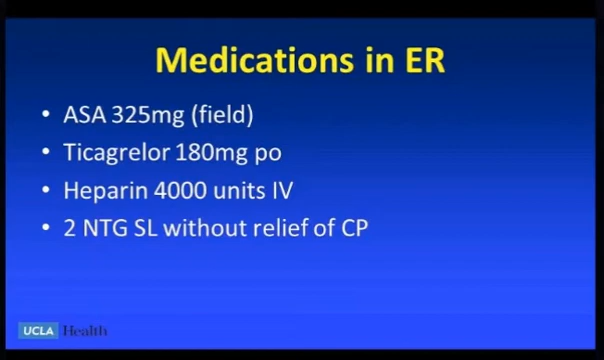 Medications in ER
• ASA 325mg (field)
• Ticagrelor 180mg po
• Heparin 4000 units IV
• 2 NTG SL without relief of CP
UCLA Health